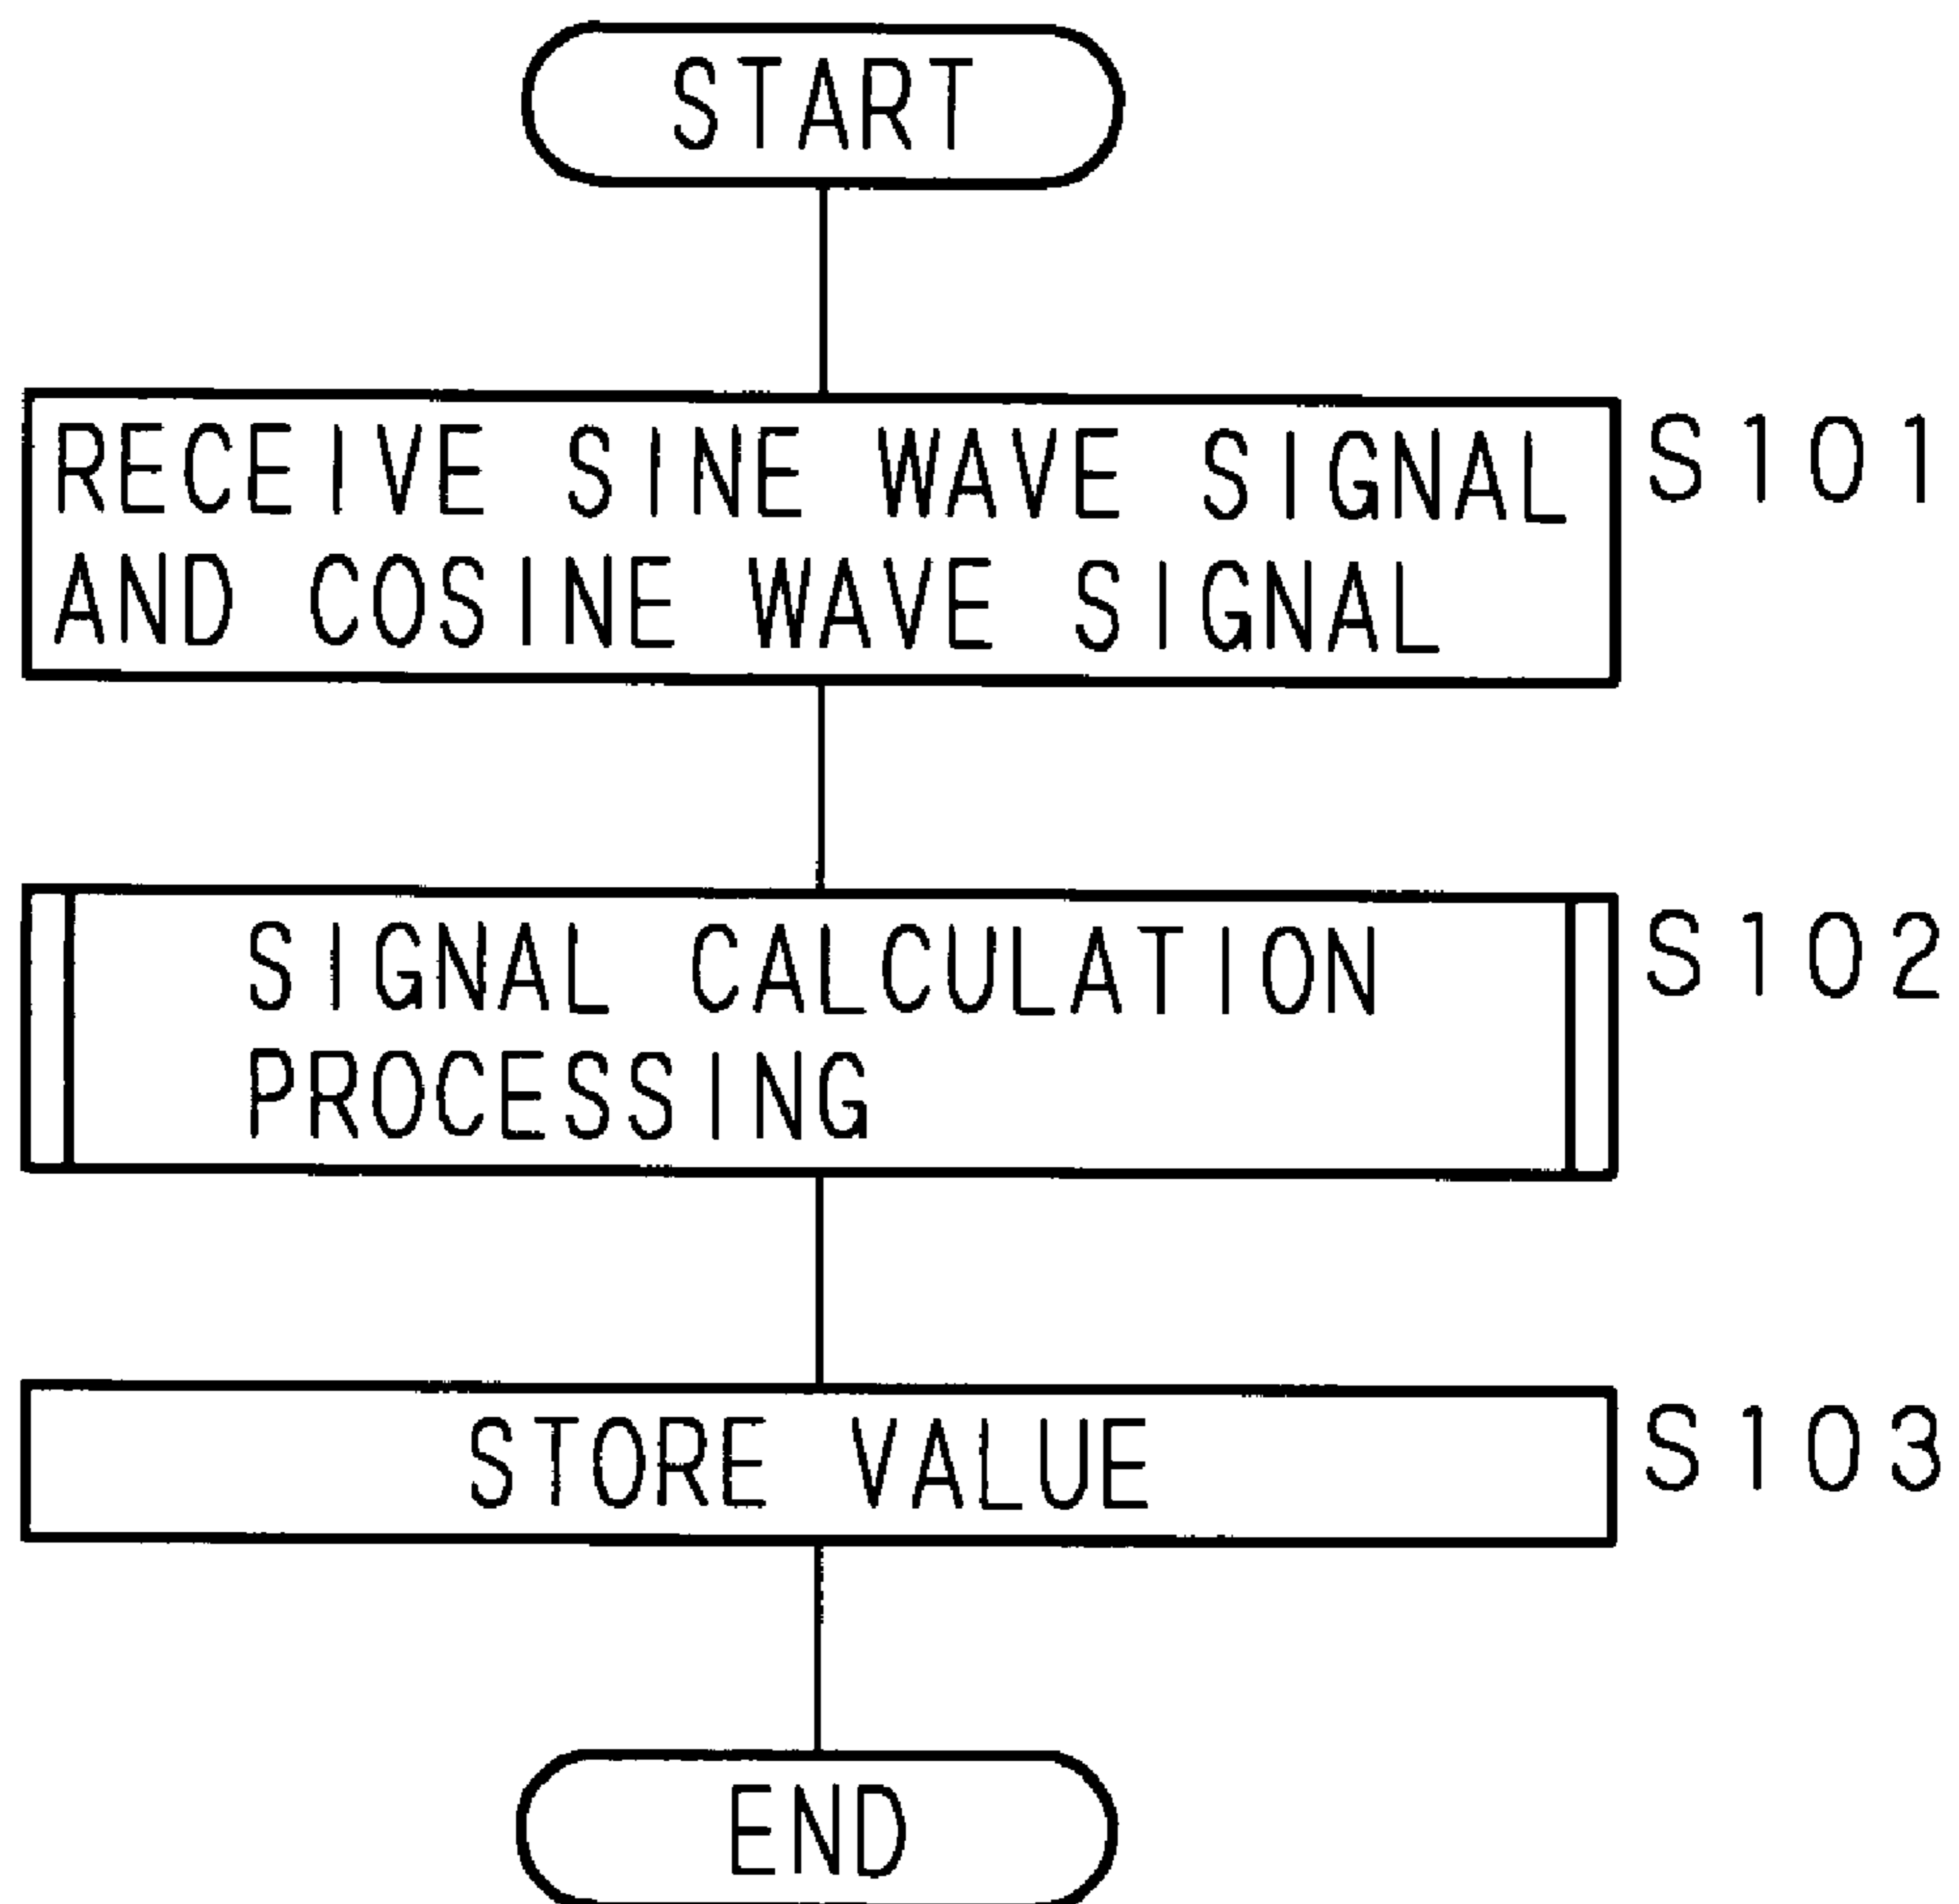 START
RECEIVE SINE WAVE SIGNAL S101
AND COSINE WAVE SIGNAL
SIGNAL CALCULATION S102
PROCESSING
STORE VALUE S103
END